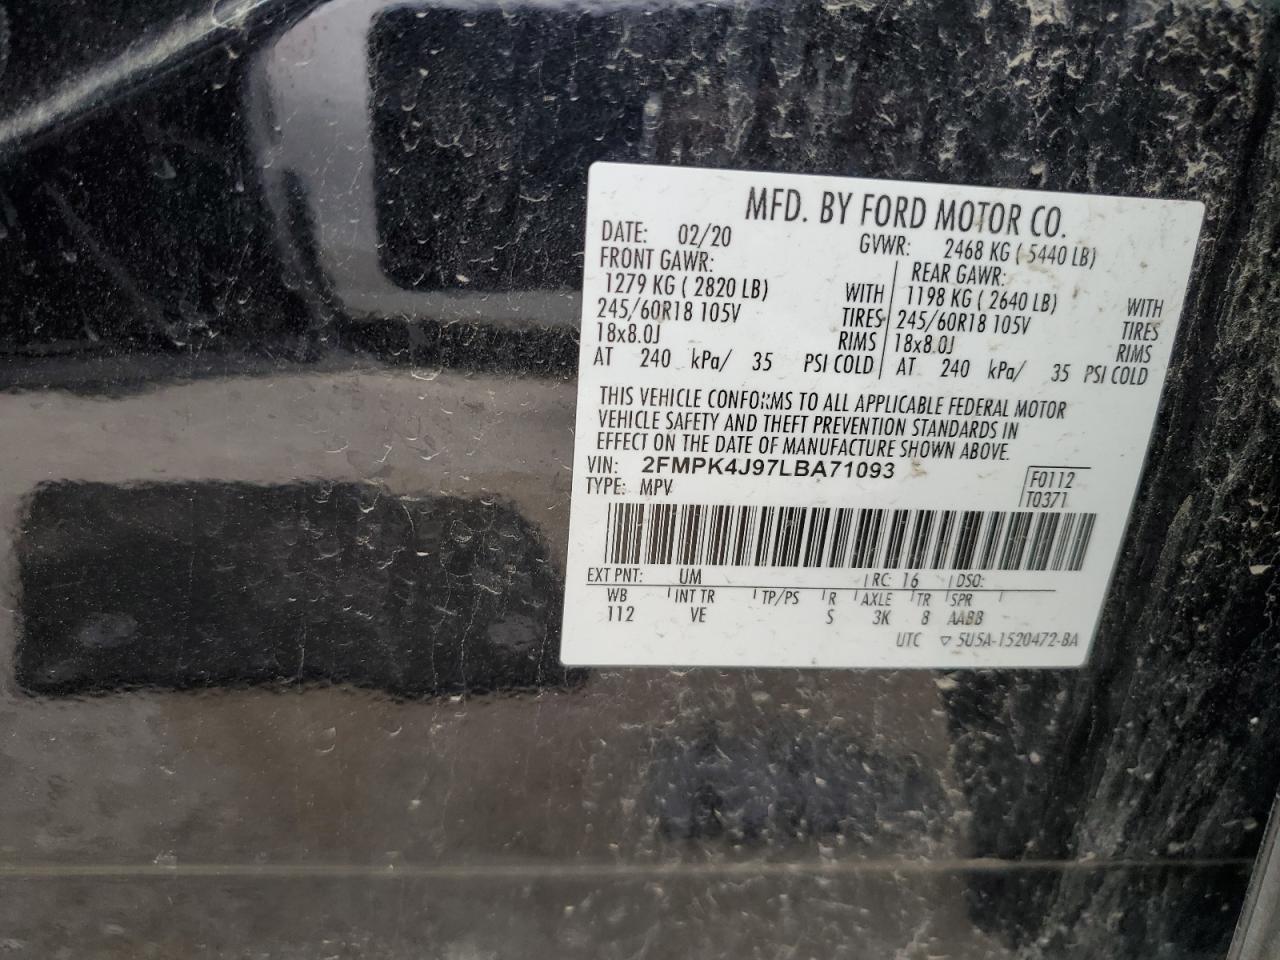 MFD. BY FORD MOTOR CO.
DATE: 02/20 GVWR: 2468 KG ( 5440 LB)
FRONT GAWR: REAR GAWR:
1279 KG ( 2820 LB) WITH 1198 KG ( 2640 LB) WITH
245/60R18 105V TIRES 245/60R18 105V TIRES
18x8.0J RIMS 18x8.0J RIMS
AT 240 kPa/ 35 PSI COLD AT 240 kPa/ 35 PSI COLD
THIS VEHICLE CONFORMS TO ALL APPLICABLE FEDERAL MOTOR
VEHICLE SAFETY AND THEFT PREVENTION STANDARDS IN
EFFECT ON THE DATE OF MANUFACTURE SHOWN ABOVE.
VIN: 2FMPK4J97LBA71093 F0112
TYPE: MPV T0371
EXT PNT: UM RC: 16 DSO:
WB INT TR TP/PS R AXLE TR SPR
112 VE S 3K 8 AABB
UTC ▽ 5U5A-1520472-BA